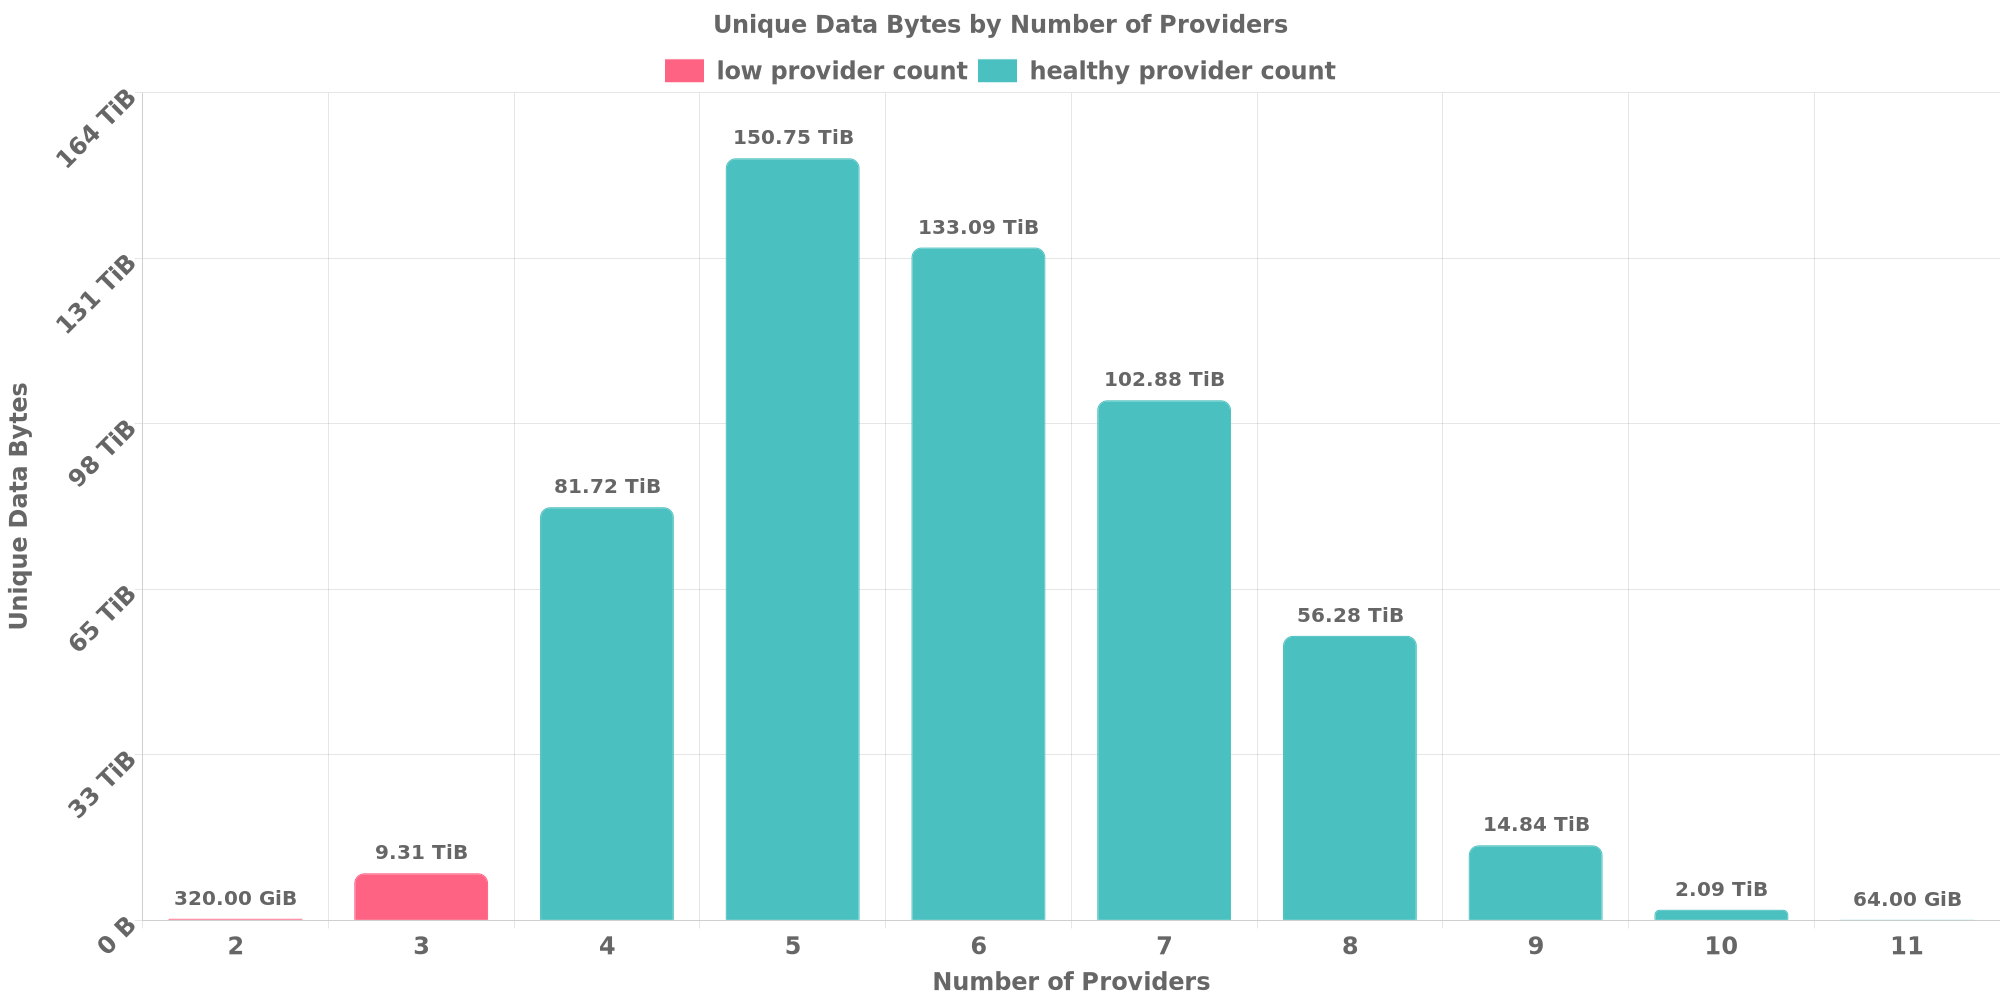 Unique Data Bytes by Number of Providers
low provider count healthy provider count
164 TiB
131 TiB
98 TiB
65 TiB
33 TiB
0 B
Unique Data Bytes
320.00 GiB
9.31 TiB
81.72 TiB
150.75 TiB
133.09 TiB
102.88 TiB
56.28 TiB
14.84 TiB
2.09 TiB
64.00 GiB
2 3 4 5 6 7 8 9 10 11
Number of Providers